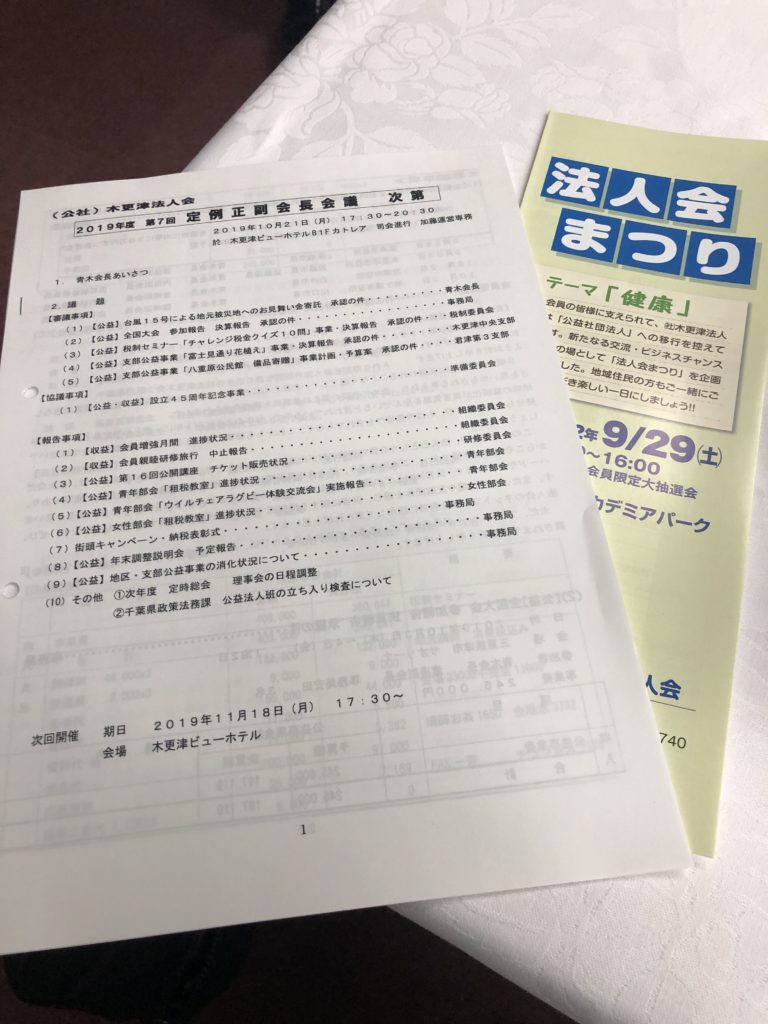 （公社）木更津法人会
2019年度 第7回 定例正副会長会議 次第
2019年10月21日（月） 17：30～20：30
於：木更津ビューホテルB1Fカトレア 司会進行 加藤運営専務
1. 青木会長あいさつ
2. 議 題
【審議事項】
（1）【公益】台風15号による地元被災地へのお見舞い金寄託 承認の件・・・・・・・・青木会長
（2）【公益】全国大会 参加報告 決算報告 承認の件・・・・・・・・・・・・・・・事務局
（3）【公益】税制セミナー「チャレンジ税金クイズ10問」事業・決算報告 承認の件・・・・税制委員会
（4）【公益】支部公益事業「富士見通り花植え」事業・決算報告 承認の件・・・・・木更津中央支部
（5）【公益】支部公益事業「八重原公民館 備品寄贈」事業計画・予算案 承認の件・・・・君津第3支部
【協議事項】
（1）【公益・収益】設立45周年記念事業・・・・・・・・・・・・・・・・・・・・準備委員会
【報告事項】
（1）【収益】会員増強月間 進捗状況・・・・・・・・・・・・・・・・・・・・・組織委員会
（2）【収益】会員親睦研修旅行 中止報告・・・・・・・・・・・・・・・・・・・組織委員会
（3）【公益】第16回公開講座 チケット販売状況・・・・・・・・・・・・・・・・研修委員会
（4）【公益】青年部会「租税教室」進捗状況・・・・・・・・・・・・・・・・・・青年部会
（5）【公益】青年部会「ウイルチェアラグビー体験交流会」実施報告・・・・・・・・青年部会
（6）【公益】女性部会「租税教室」進捗状況・・・・・・・・・・・・・・・・・・女性部会
（7）街頭キャンペーン・納税表彰式・・・・・・・・・・・・・・・・・・・・・事務局
（8）【公益】年末調整説明会 予定報告・・・・・・・・・・・・・・・・・・・・事務局
（9）【公益】地区・支部公益事業の消化状況について・・・・・・・・・・・・・・事務局
（10）その他 ①次年度 定時総会 理事会の日程調整
②千葉県政策法務課 公益法人班の立ち入り検査について
次回開催 期日 2019年11月18日（月） 17：30～
会場 木更津ビューホテル
1
法人会
まつり
テーマ「健康」
会員の皆様に支えられて、社木更津法人
「公益社団法人」への移行を控えて
す。新たなる交流・ビジネスチャンス
の場として「法人会まつり」を企画
した。地域住民の方もご一緒にご
き楽しい一日にしましょう!!
2年 9/29（土）
～16:00
会員限定大抽選会
カデミアパーク
人会
740